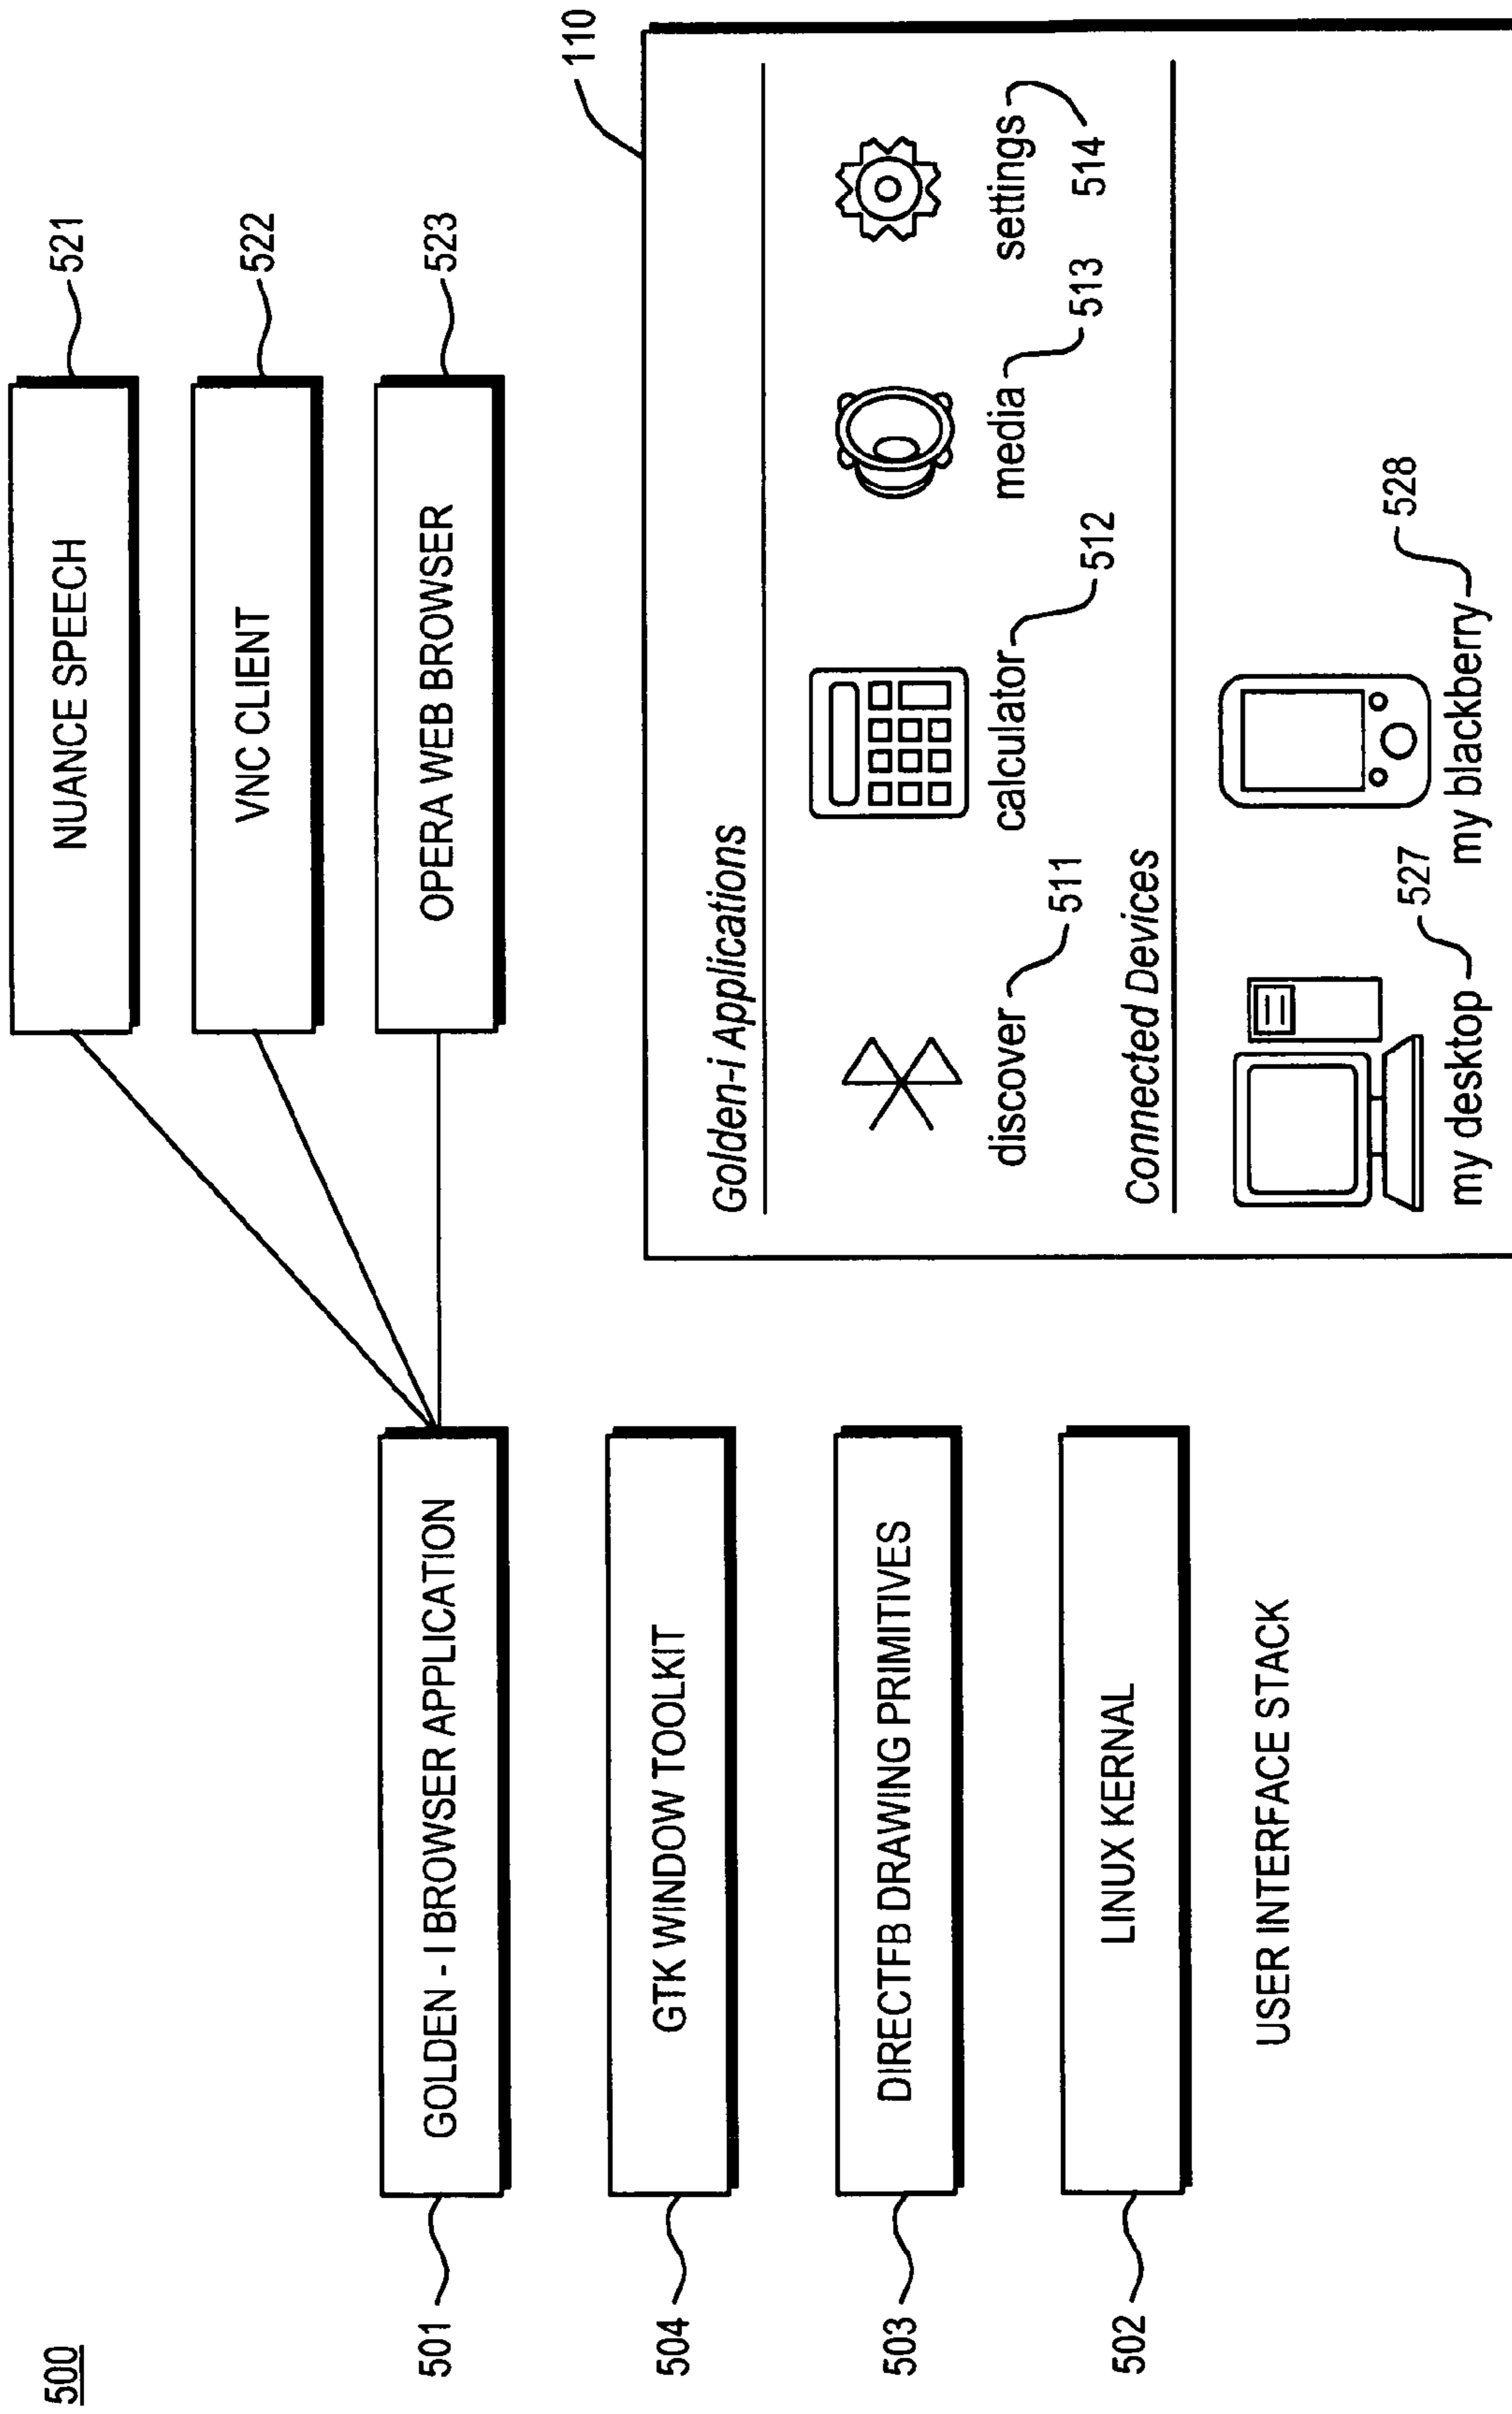 500
NUANCE SPEECH
521
VNC CLIENT
522
OPERA WEB BROWSER
523
501
GOLDEN - I BROWSER APPLICATION
504
GTK WINDOW TOOLKIT
503
DIRECTFB DRAWING PRIMITIVES
502
LINUX KERNAL
USER INTERFACE STACK
110
Golden-i Applications
discover
511
calculator
512
media
513
settings
514
Connected Devices
my desktop
527
my blackberry
528